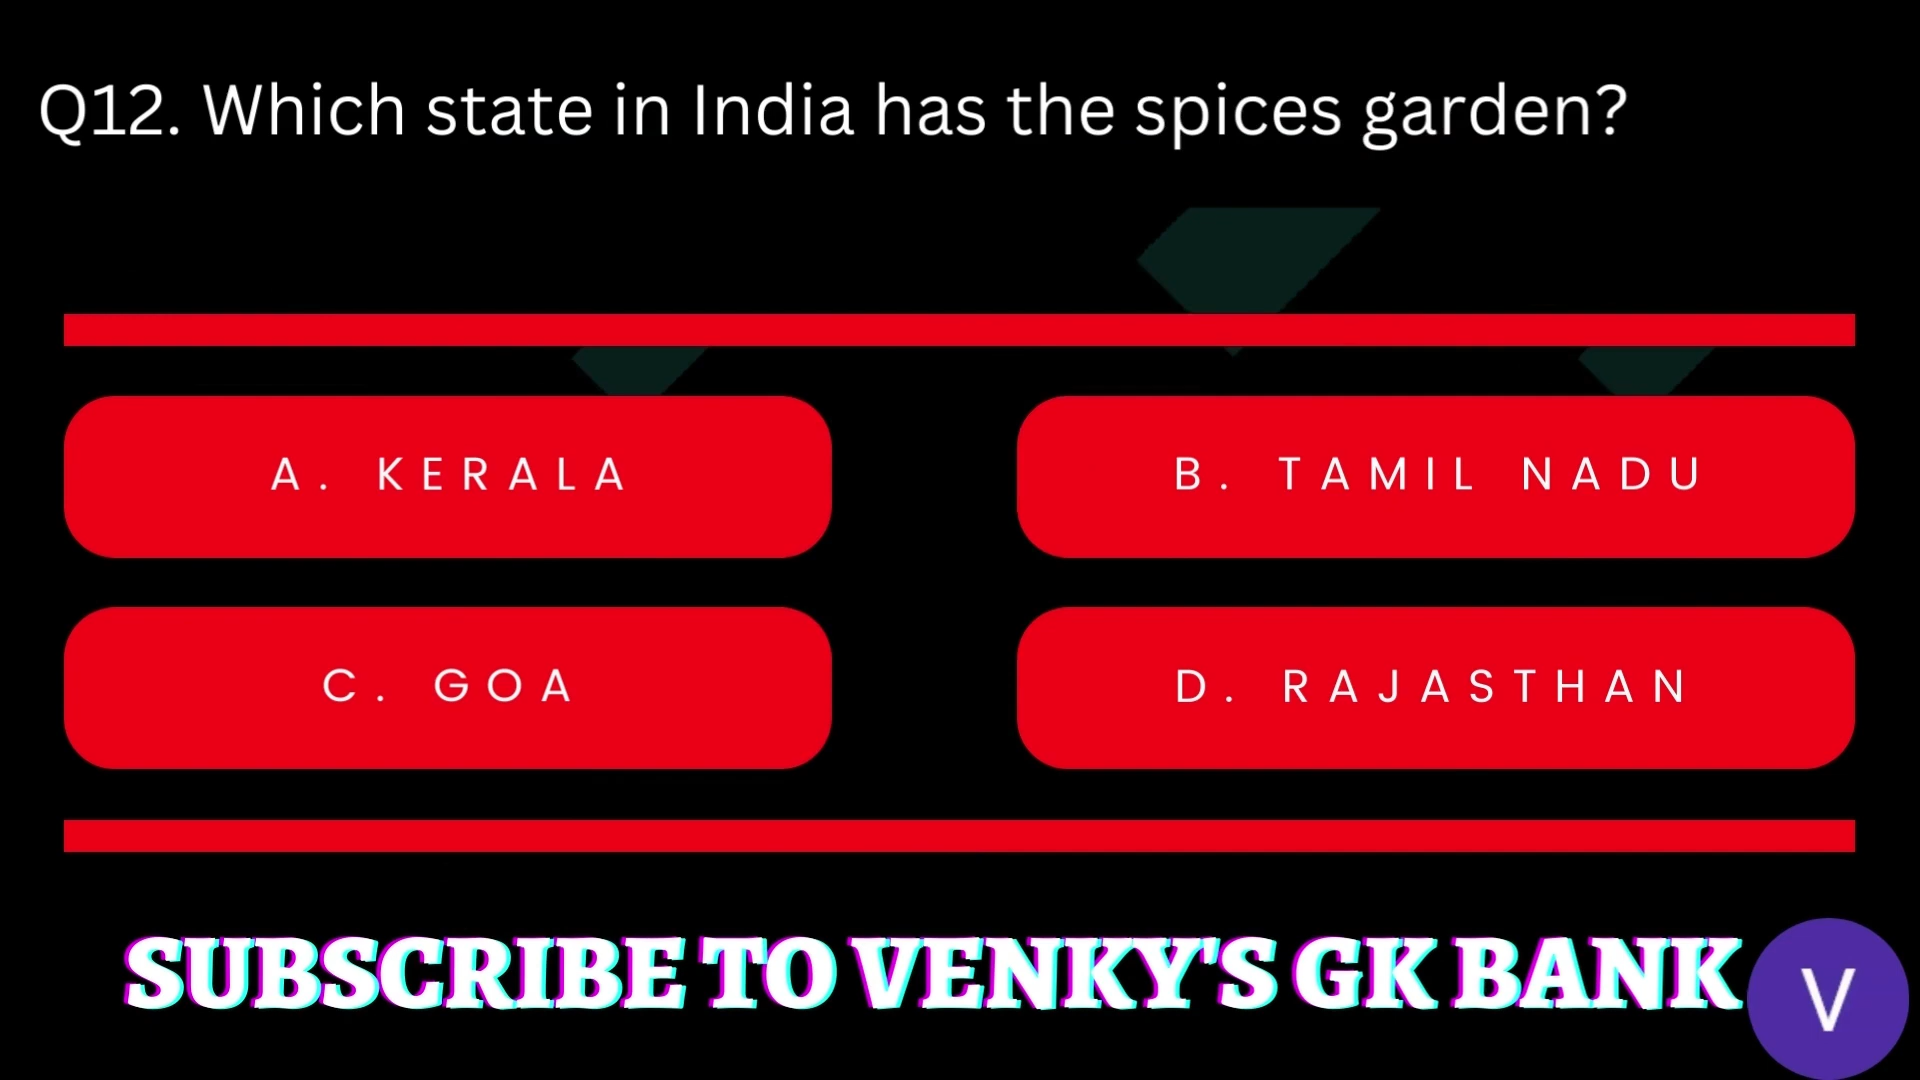 Q12. Which state in India has the spices garden?
A. KERALA
B. TAMIL NADU
C. GOA
D. RAJASTHAN
SUBSCRIBE TO VENKY'S GK BANK
V